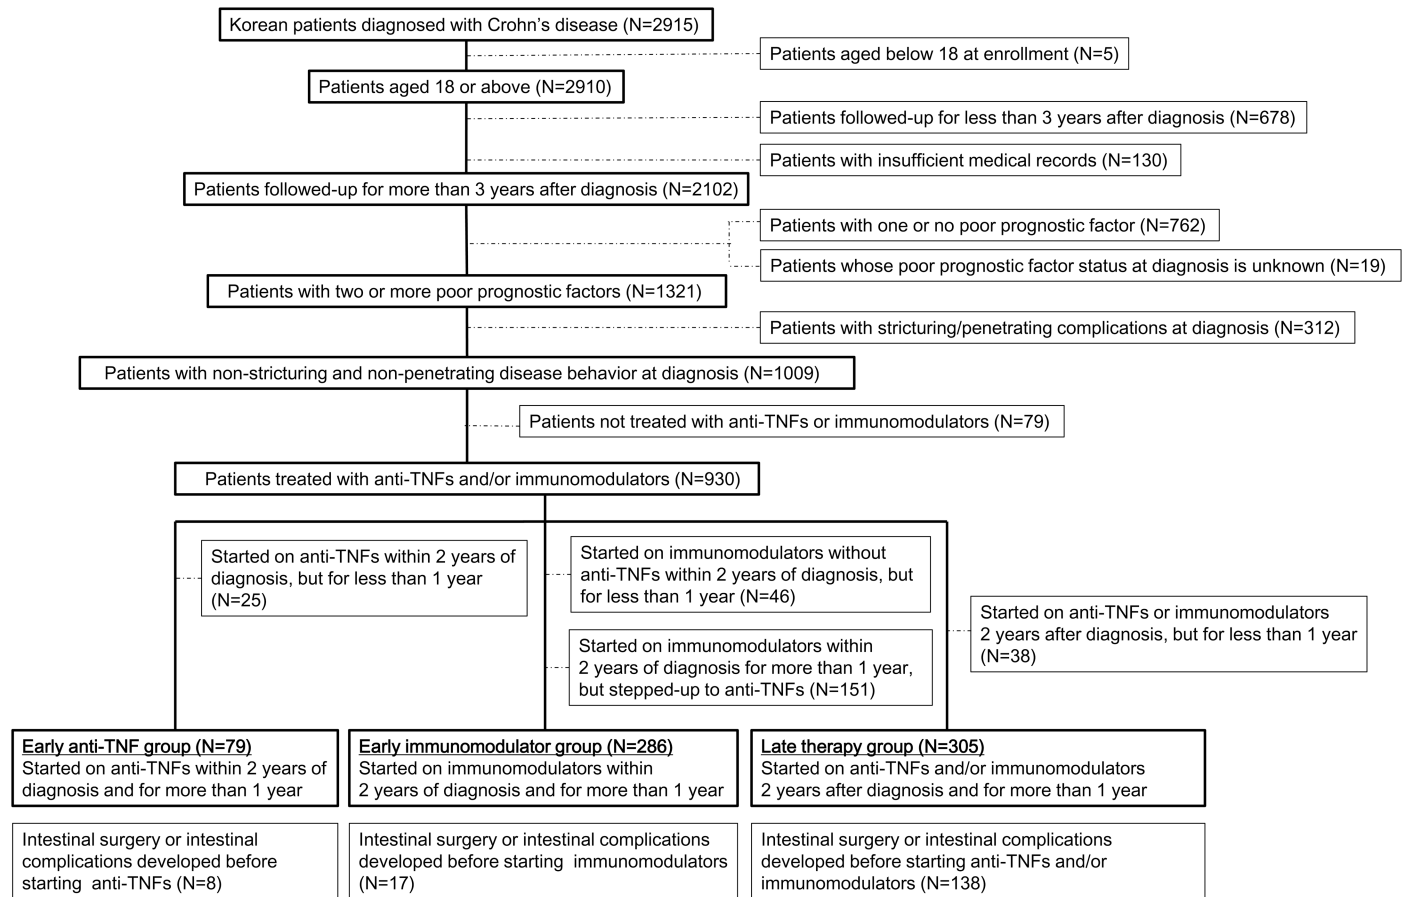 Korean patients diagnosed with Crohn's disease (N=2915)
Patients aged below 18 at enrollment (N=5)
Patients aged 18 or above (N=2910)
Patients followed-up for less than 3 years after diagnosis (N=678)
Patients with insufficient medical records (N=130)
Patients followed-up for more than 3 years after diagnosis (N=2102)
Patients with one or no poor prognostic factor (N=762)
Patients whose poor prognostic factor status at diagnosis is unknown (N=19)
Patients with two or more poor prognostic factors (N=1321)
Patients with stricturing/penetrating complications at diagnosis (N=312)
Patients with non-stricturing and non-penetrating disease behavior at diagnosis (N=1009)
Patients not treated with anti-TNFs or immunomodulators (N=79)
Patients treated with anti-TNFs and/or immunomodulators (N=930)
Started on anti-TNFs within 2 years of
diagnosis, but for less than 1 year
(N=25)
Started on immunomodulators without
anti-TNFs within 2 years of diagnosis, but
for less than 1 year (N=46)
Started on immunomodulators within
2 years of diagnosis for more than 1 year,
but stepped-up to anti-TNFs (N=151)
Started on anti-TNFs or immunomodulators
2 years after diagnosis, but for less than 1 year
(N=38)
Early anti-TNF group (N=79)
Started on anti-TNFs within 2 years of
diagnosis and for more than 1 year
Early immunomodulator group (N=286)
Started on immunomodulators within
2 years of diagnosis and for more than 1 year
Late therapy group (N=305)
Started on anti-TNFs and/or immunomodulators
2 years after diagnosis and for more than 1 year
Intestinal surgery or intestinal
complications developed before
starting anti-TNFs (N=8)
Intestinal surgery or intestinal complications
developed before starting immunomodulators
(N=17)
Intestinal surgery or intestinal complications
developed before starting anti-TNFs and/or
immunomodulators (N=138)